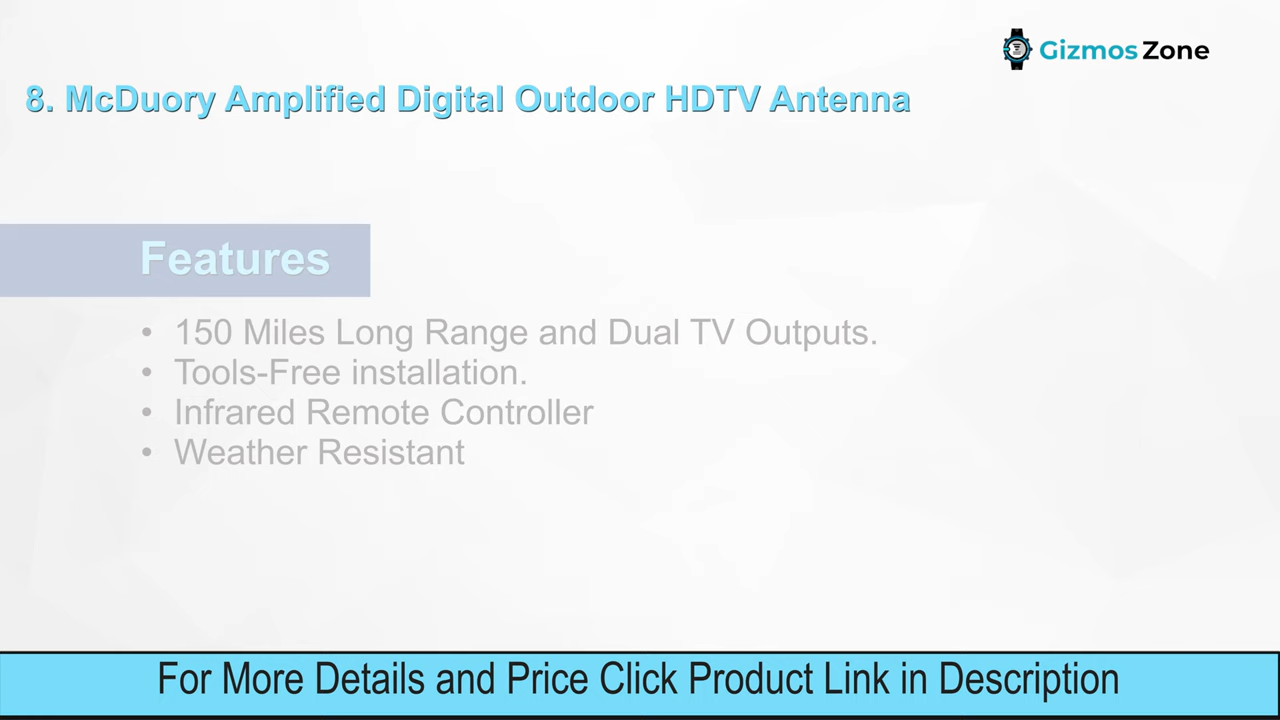 Gizmos Zone
8. McDuory Amplified Digital Outdoor HDTV Antenna
Features
• 150 Miles Long Range and Dual TV Outputs.
• Tools-Free installation.
• Infrared Remote Controller
• Weather Resistant
For More Details and Price Click Product Link in Description